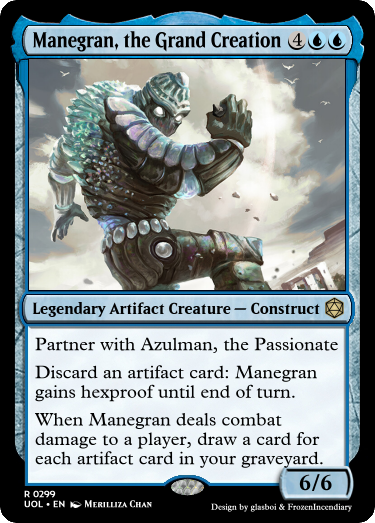 Manegran, the Grand Creation 4
Legendary Artifact Creature — Construct
Partner with Azulman, the Passionate
Discard an artifact card: Manegran
gains hexproof until end of turn.
When Manegran deals combat
damage to a player, draw a card for
each artifact card in your graveyard.
6/6
R 0299
UOL • EN Merilliza Chan
Design by glasboi & FrozenIncendiary